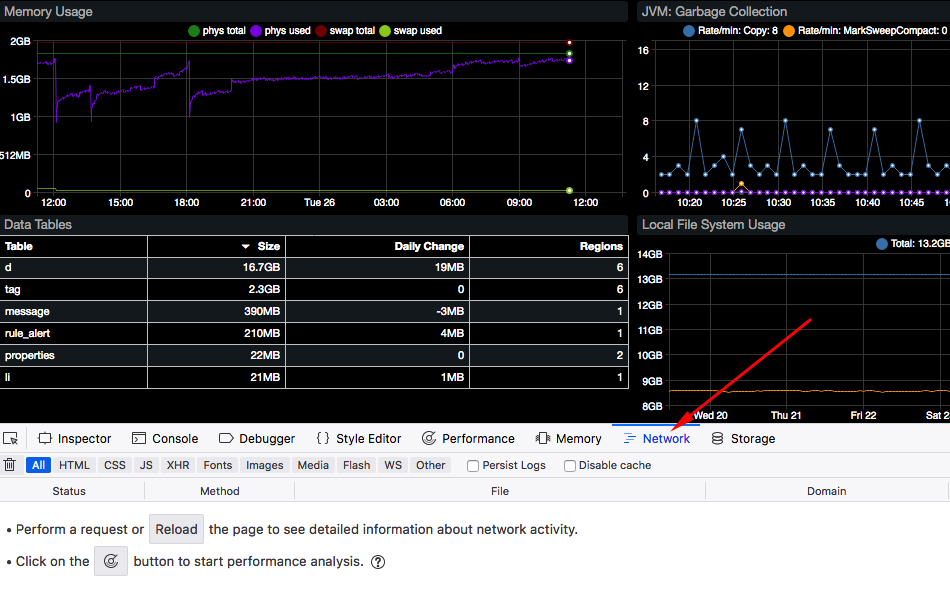 Memory Usage
phys total phys used swap total swap used
2GB
1.5GB
1GB
512MB
0
12:00 15:00 18:00 21:00 Tue 26 03:00 06:00 09:00 12:00
JVM: Garbage Collection
Rate/min: Copy: 8 Rate/min: MarkSweepCompact: 0
16
12
8
4
0
10:20 10:25 10:30 10:35 10:40 10:45
Data Tables
Table Size Daily Change Regions
d 16.7GB 19MB 6
tag 2.3GB 0 6
message 390MB -3MB 1
rule_alert 210MB 4MB 1
properties 22MB 0 2
li 21MB 1MB 1
Local File System Usage
Total: 13.2GB
14GB
13GB
12GB
11GB
10GB
9GB
8GB
Wed 20 Thu 21 Fri 22 Sat 2
Inspector Console Debugger {} Style Editor Performance Memory Network Storage
All HTML CSS JS XHR Fonts Images Media Flash WS Other Persist Logs Disable cache
Status Method File Domain
• Perform a request or Reload the page to see detailed information about network activity.
• Click on the button to start performance analysis. ?